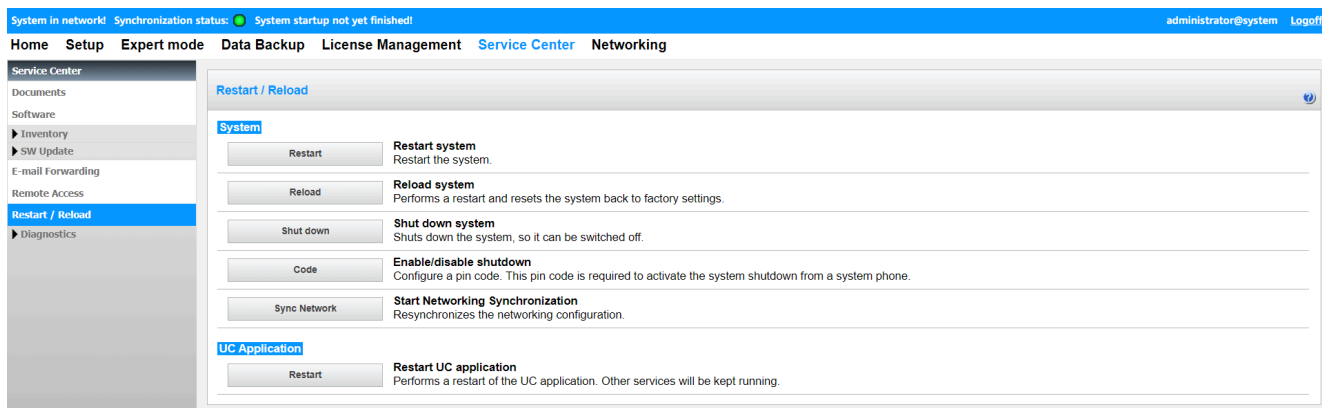 System in network! Synchronization status: System startup not yet finished! administrator@system Logoff
Home Setup Expert mode Data Backup License Management Service Center Networking
Service Center
Documents
Software
Inventory
SW Update
E-mail Forwarding
Remote Access
Restart / Reload
Diagnostics
Restart / Reload
System
Restart
Restart system
Restart the system.
Reload
Reload system
Performs a restart and resets the system back to factory settings.
Shut down
Shut down system
Shuts down the system, so it can be switched off.
Code
Enable/disable shutdown
Configure a pin code. This pin code is required to activate the system shutdown from a system phone.
Sync Network
Start Networking Synchronization
Resynchronizes the networking configuration.
UC Application
Restart
Restart UC application
Performs a restart of the UC application. Other services will be kept running.